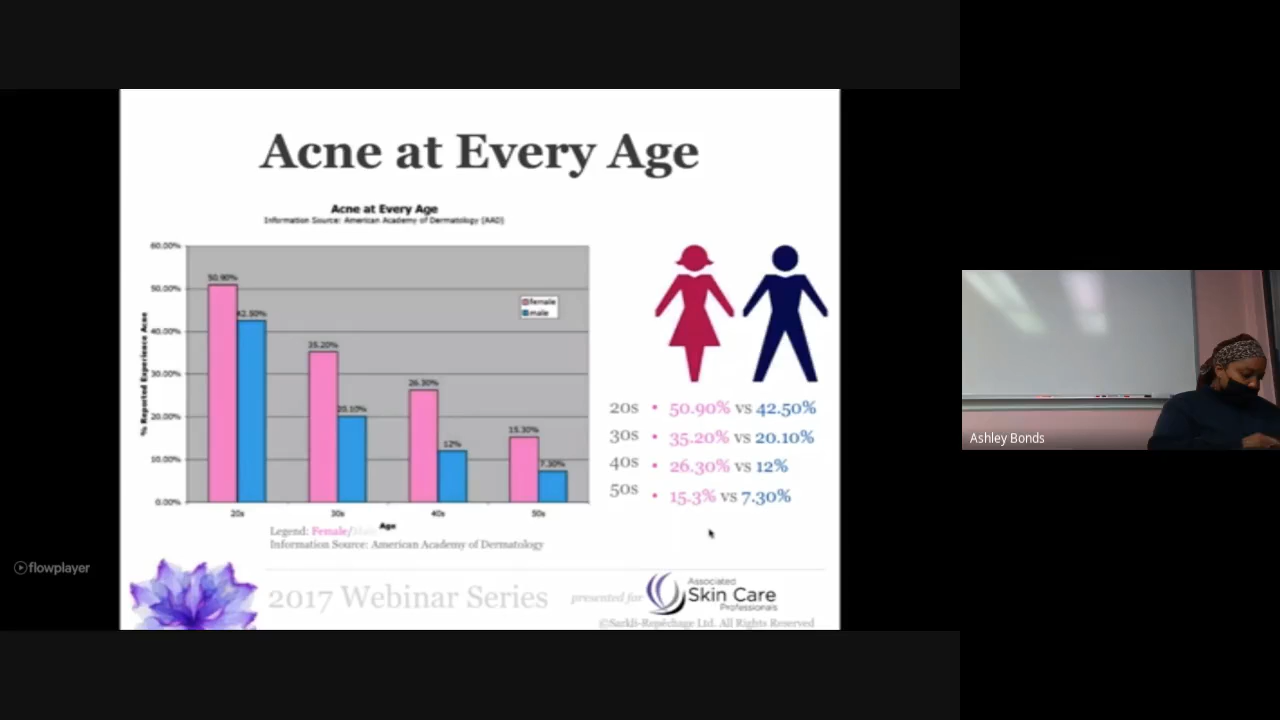 Acne at Every Age
Acne at Every Age
Information Source: American Academy of Dermatology (AAD)
60.00%
50.00%
40.00%
30.00%
20.00%
10.00%
0.00%
% Reported Experience Acne
50.90%
42.50%
35.20%
20.10%
26.30%
12%
15.30%
7.30%
female
male
20s
30s
40s
50s
Age
Legend: Female/Male
Information Source: American Academy of Dermatology
20s • 50.90% vs 42.50%
30s • 35.20% vs 20.10%
40s • 26.30% vs 12%
50s • 15.3% vs 7.30%
2017 Webinar Series
presented for
Associated
Skin Care
Professionals
©Sarkli-Repêchage Ltd. All Rights Reserved
flowplayer
Ashley Bonds